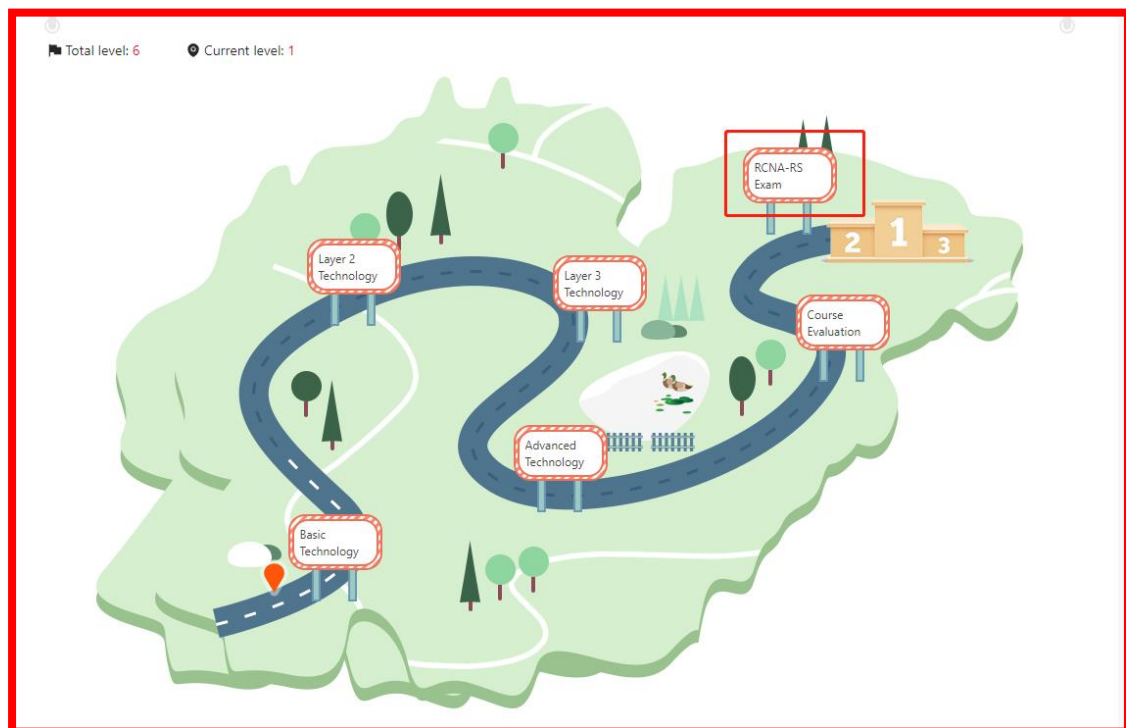 Total level: 6
Current level: 1
RCNA-RS
Exam
2
1
3
Layer 2
Technology
Layer 3
Technology
Course
Evaluation
Advanced
Technology
Basic
Technology